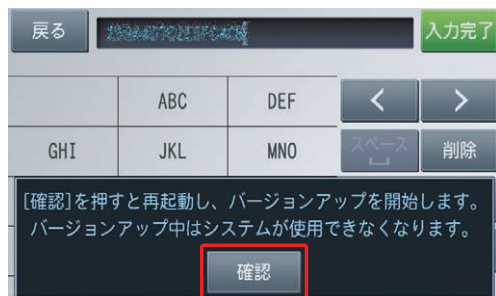 戻る 入力完了
ABC DEF < >
GHI JKL MNO スペース 削除
[確認]を押すと再起動し、バージョンアップを開始します。
バージョンアップ中はシステムが使用できなくなります。
確認